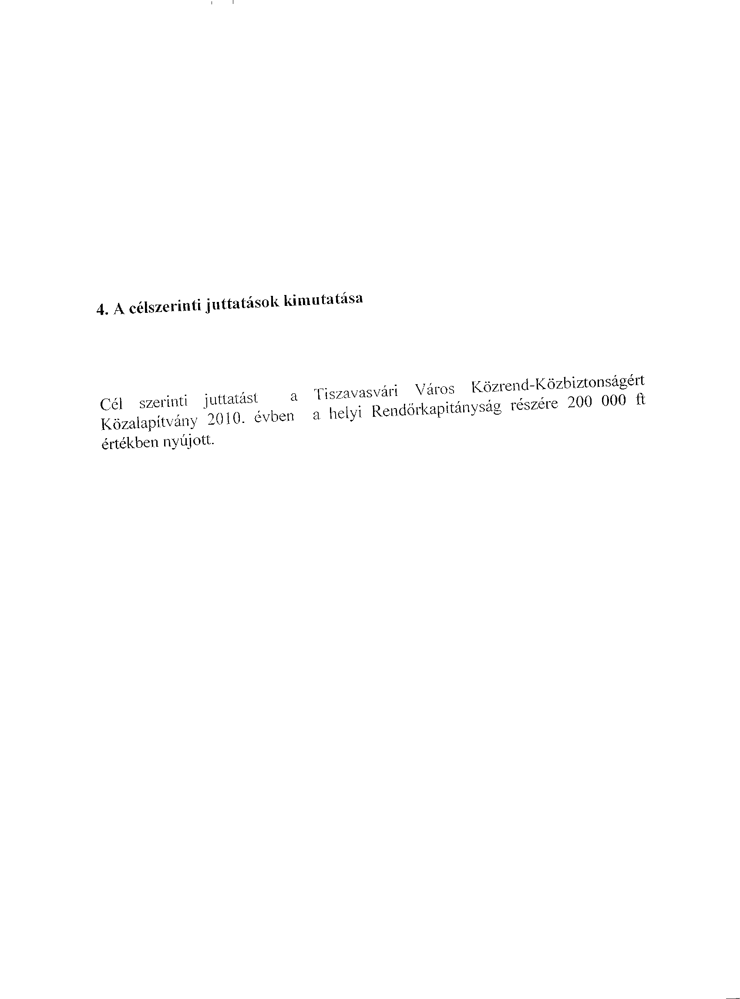 4. A célszerinti juttatások kimutatása
Cél szerinti juttatást a Tiszavasvári Város Közrend-Közbiztonságért
Közalapítvány 2010. évben a helyi Rendőrkapitányság részére 200 000 ft
értékben nyújott.